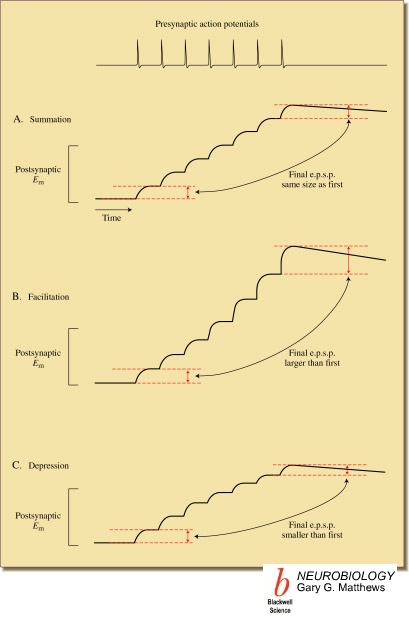 Presynaptic action potentials
A. Summation
Postsynaptic
Em
Final e.p.s.p.
same size as first
Time
B. Facilitation
Postsynaptic
Em
Final e.p.s.p.
larger than first
C. Depression
Postsynaptic
Em
Final e.p.s.p.
smaller than first
b
Blackwell
Science
NEUROBIOLOGY
Gary G. Matthews